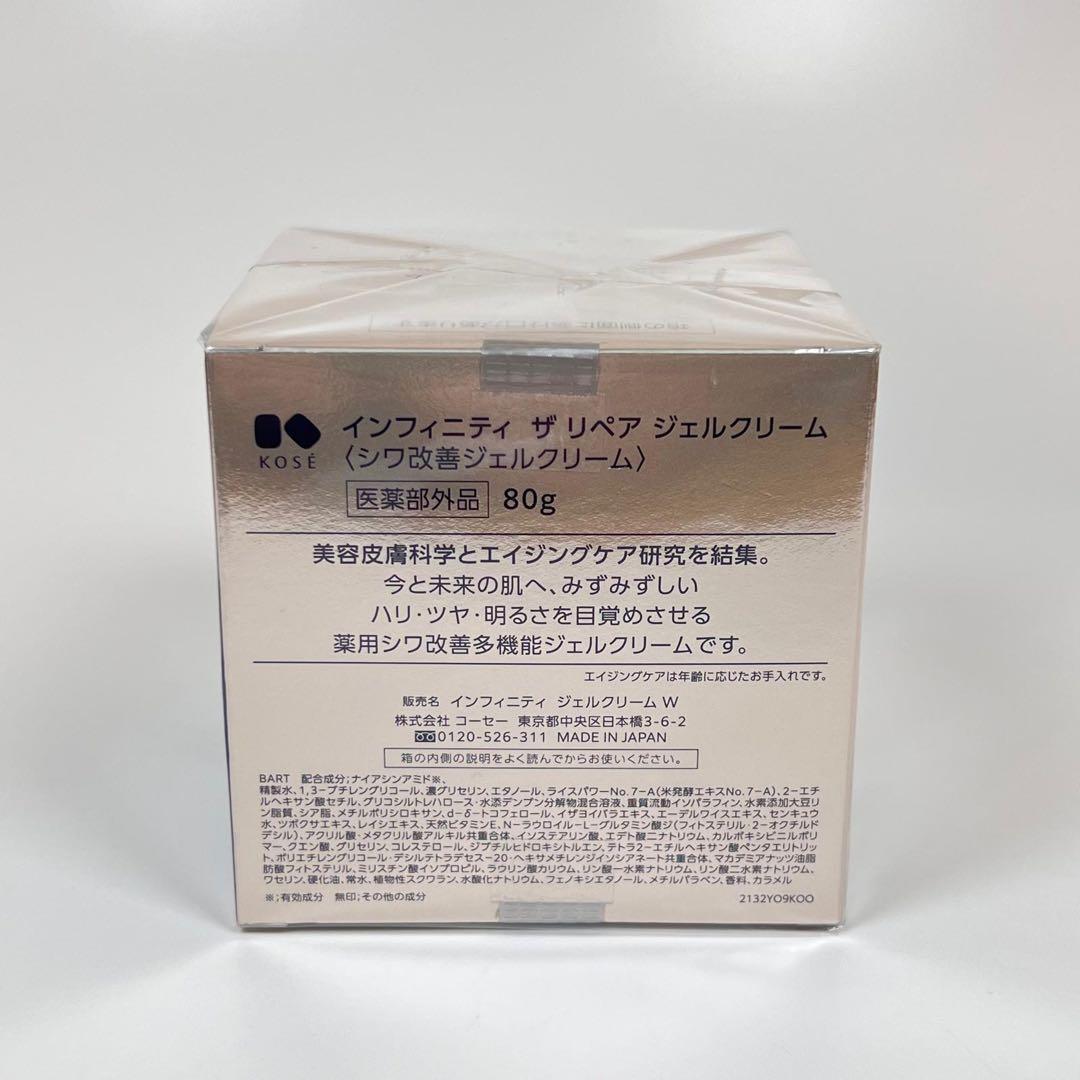 箱の側面に添付文書があります
KOSÉ
インフィニティ ザ リペア ジェルクリーム
〈シワ改善ジェルクリーム〉
医薬部外品 80g
美容皮膚科学とエイジングケア研究を結集。
今と未来の肌へ、みずみずしい
ハリ・ツヤ・明るさを目覚めさせる
薬用シワ改善多機能ジェルクリームです。
エイジングケアは年齢に応じたお手入れです。
販売名 インフィニティ ジェルクリーム W
株式会社 コーセー 東京都中央区日本橋3-6-2
0120-526-311 MADE IN JAPAN
箱の内側の説明をよく読んでからお使いください。
BART 配合成分;ナイアシンアミド※、
精製水、1,3-ブチレングリコール、濃グリセリン、エタノール、ライスパワーNo.7-A(米発酵エキスNo.7-A)、2-エチ
ルヘキサン酸セチル、グリコシルトレハロース・水添デンプン分解物混合溶液、重質流動イソパラフィン、水素添加大豆リ
ン脂質、シア脂、メチルポリシロキサン、d-δ-トコフェロール、イザヨイバラエキス、エーデルワイスエキス、センキュウ
水、ツボクサエキス、レイシエキス、天然ビタミンE、N-ラウロイル-L-グルタミン酸ジ(フィトステリル・2-オクチルド
デシル)、アクリル酸・メタクリル酸アルキル共重合体、イソステアリン酸、エデト酸二ナトリウム、カルボキシビニルポリ
マー、クエン酸、グリセリン、コレステロール、ジプチルヒドロキシトルエン、テトラ2-エチルヘキサン酸ペンタエリトリッ
ト、ポリエチレングリコール・デシルテトラデセス-20・ヘキサメチレンジイソシアネート共重合体、マカデミアナッツ油脂
肪酸フィトステリル、ミリスチン酸イソプロピル、ラウリン酸カリウム、リン酸一水素ナトリウム、リン酸二水素ナトリウム、
ワセリン、硬化油、常水、植物性スクワラン、水酸化ナトリウム、フェノキシエタノール、メチルパラベン、香料、カラメル
※;有効成分 無印;その他の成分
2132YO9KOO